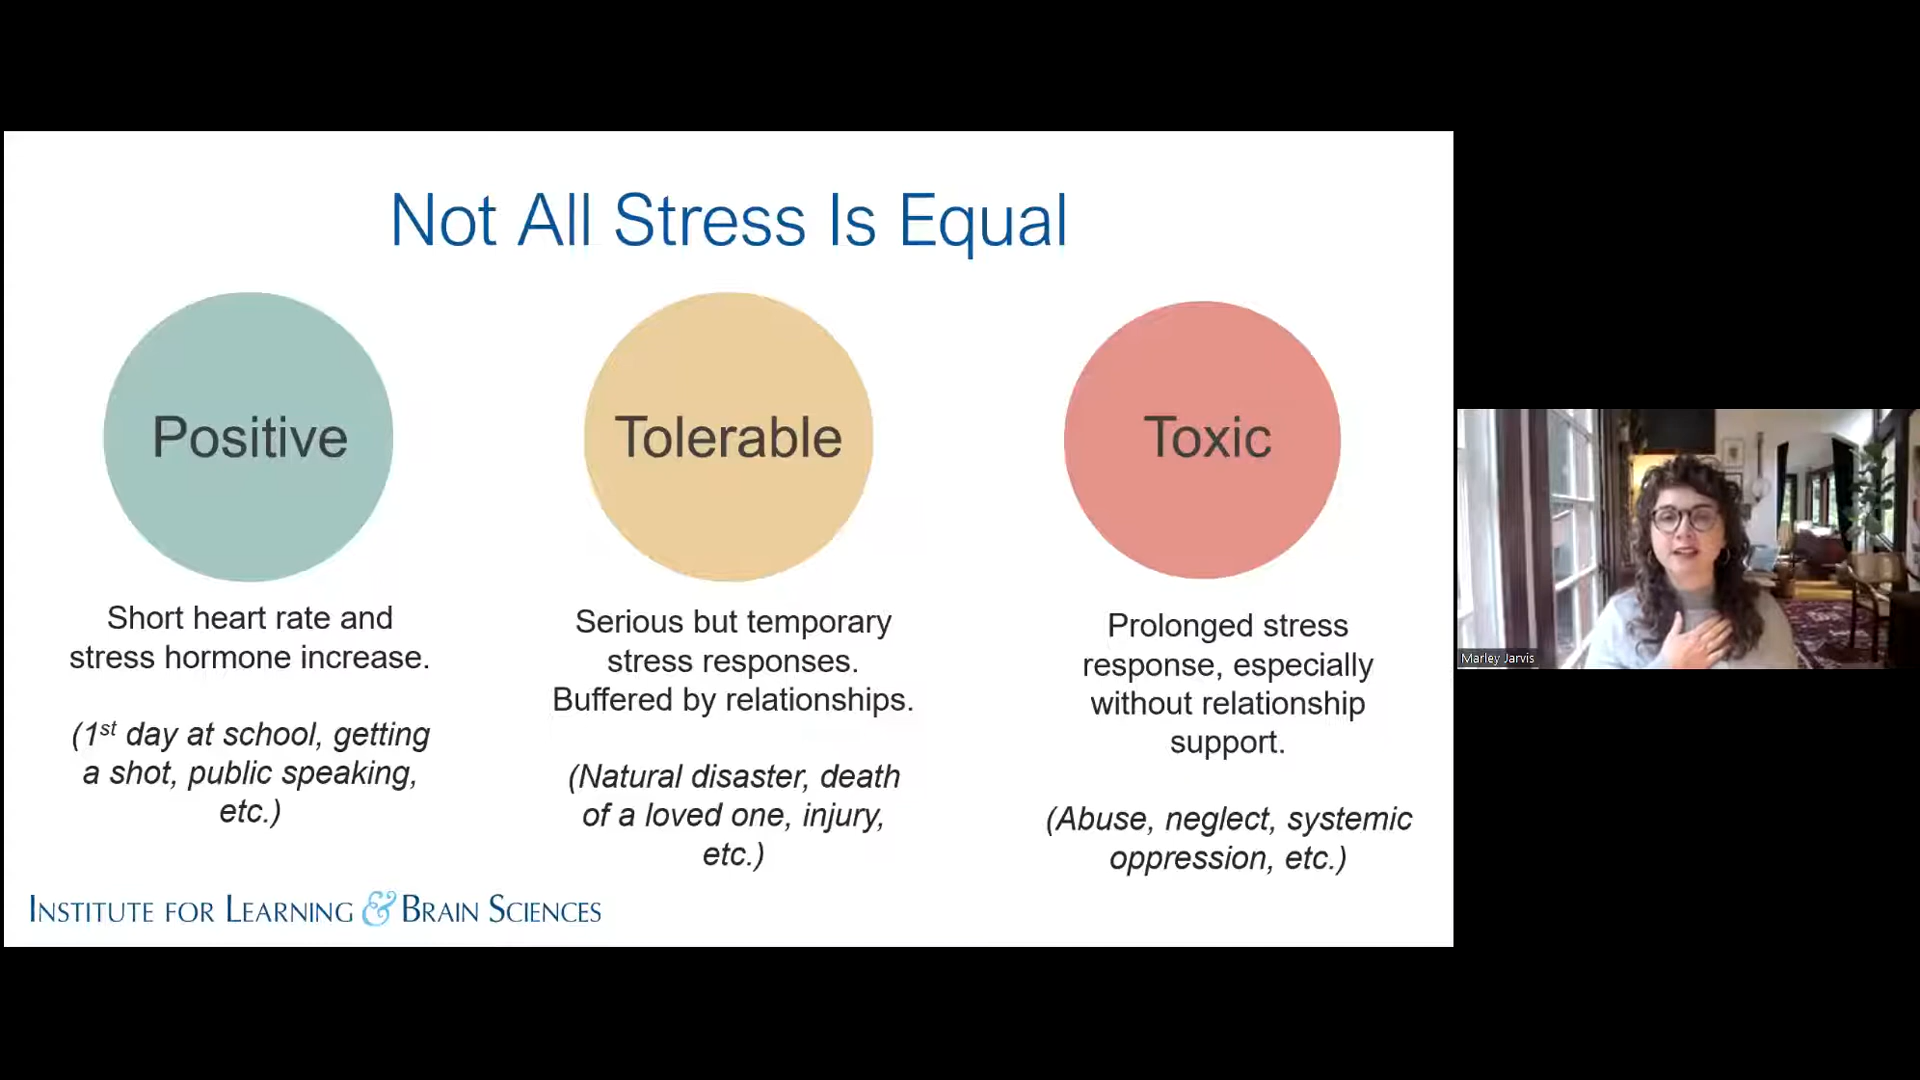 Not All Stress Is Equal
Positive
Short heart rate and
stress hormone increase.
(1st day at school, getting
a shot, public speaking,
etc.)
Tolerable
Serious but temporary
stress responses.
Buffered by relationships.
(Natural disaster, death
of a loved one, injury,
etc.)
Toxic
Prolonged stress
response, especially
without relationship
support.
(Abuse, neglect, systemic
oppression, etc.)
INSTITUTE FOR LEARNING & BRAIN SCIENCES
Marley Jarvis